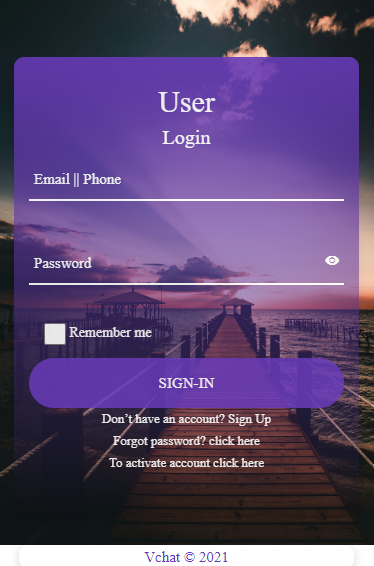 User
Login
Email || Phone
Password
Remember me
SIGN-IN
Don't have an account? Sign Up
Forgot password? click here
To activate account click here
Vchat © 2021